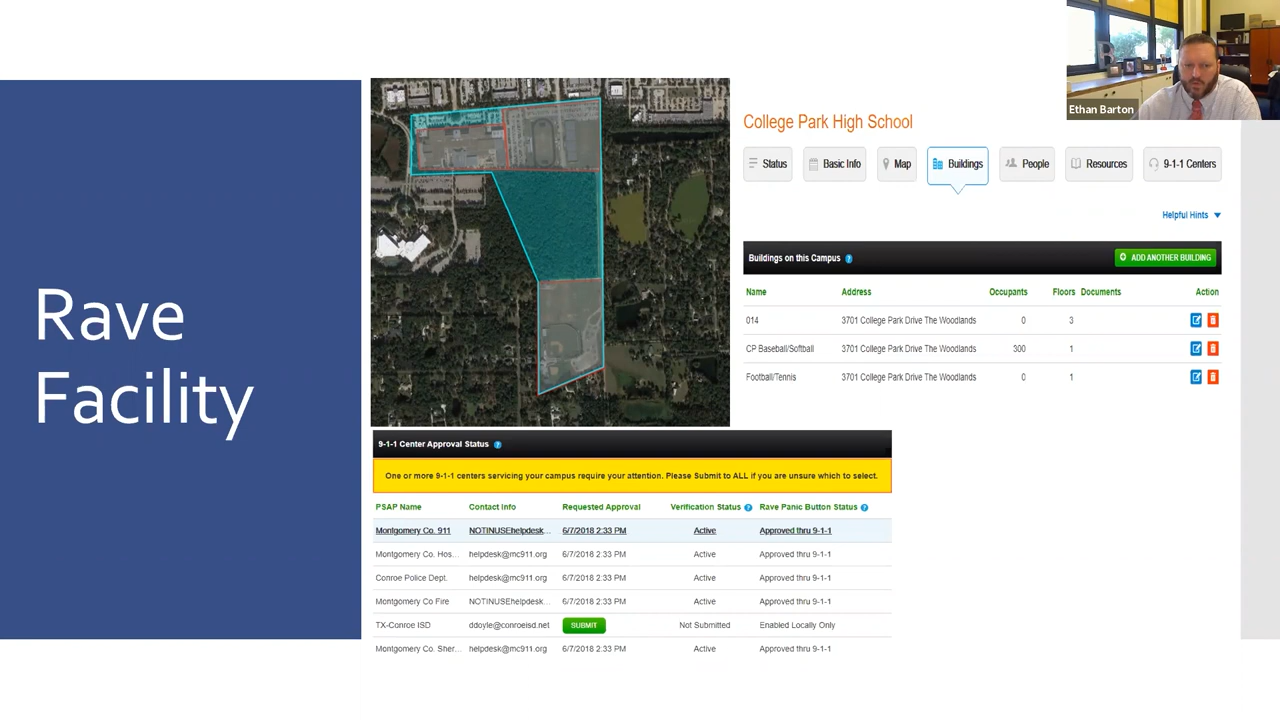 Ethan Barton
College Park High School
Status
Basic Info
Map
Buildings
People
Resources
9-1-1 Centers
Helpful Hints
Buildings on this Campus ?
ADD ANOTHER BUILDING
Name Address Occupants Floors Documents Action
014 3701 College Park Drive The Woodlands 0 3
CP Baseball/Softball 3701 College Park Drive The Woodlands 300 1
Football/Tennis 3701 College Park Drive The Woodlands 0 1
Rave
Facility
9-1-1 Center Approval Status ?
One or more 9-1-1 centers servicing your campus require your attention. Please Submit to ALL if you are unsure which to select.
PSAP Name Contact Info Requested Approval Verification Status ? Rave Panic Button Status ?
Montgomery Co. 911 NOTINUSEhelpdesk... 6/7/2018 2:33 PM Active Approved thru 9-1-1
Montgomery Co. Hos... helpdesk@mc911.org 6/7/2018 2:33 PM Active Approved thru 9-1-1
Conroe Police Dept. helpdesk@mc911.org 6/7/2018 2:33 PM Active Approved thru 9-1-1
Montgomery Co Fire NOTINUSEhelpdesk... 6/7/2018 2:33 PM Active Approved thru 9-1-1
TX-Conroe ISD ddoyle@conroeisd.net SUBMIT Not Submitted Enabled Locally Only
Montgomery Co. Sher... helpdesk@mc911.org 6/7/2018 2:33 PM Active Approved thru 9-1-1